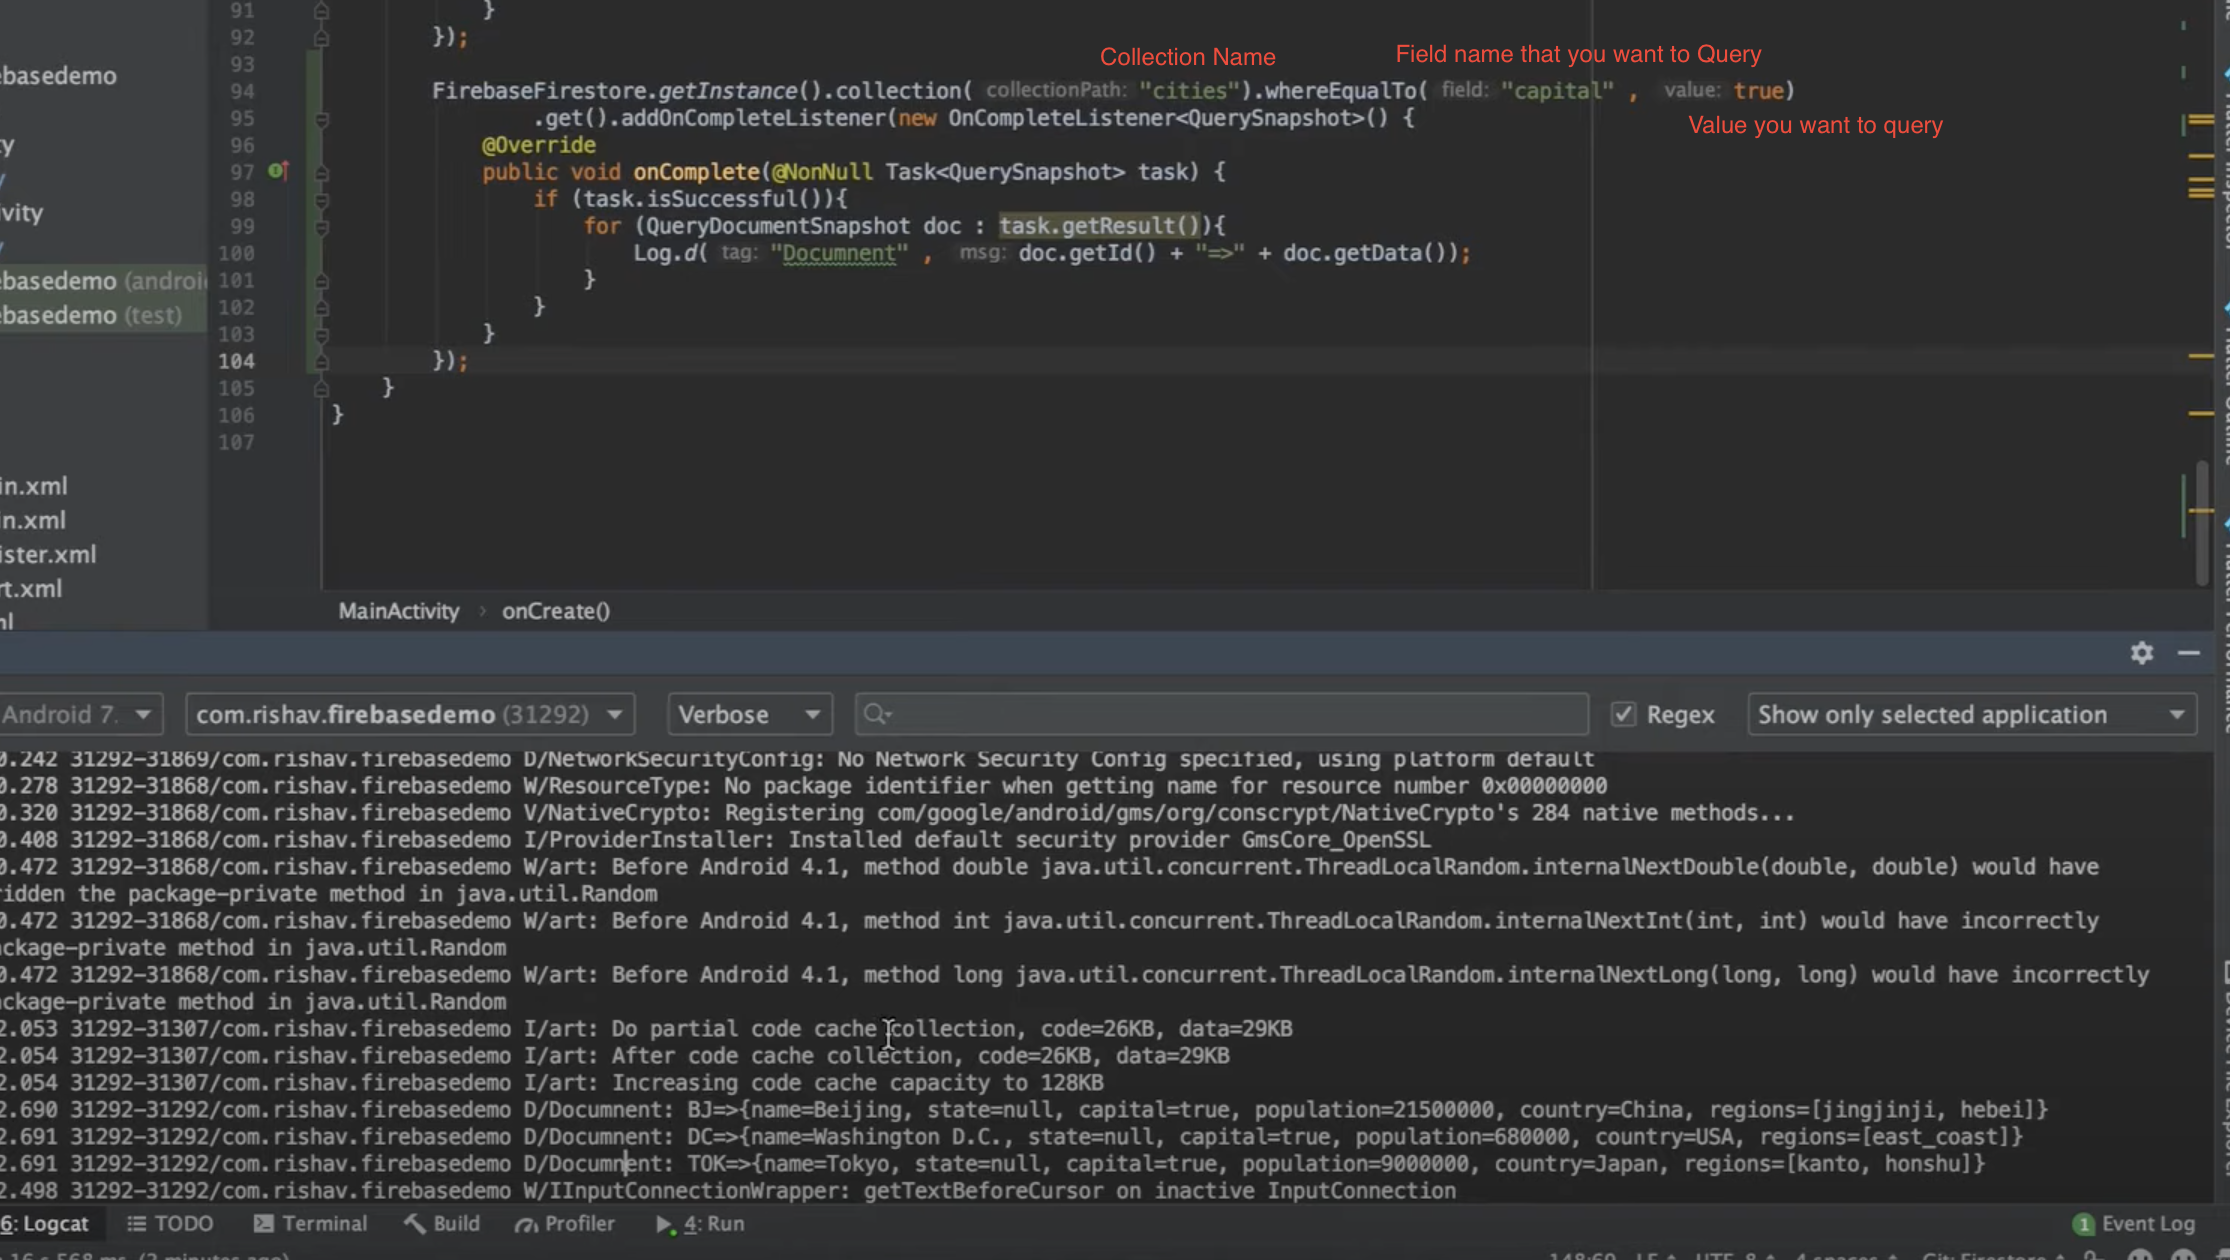 91 }
92 });
93 Collection Name Field name that you want to Query
94 FirebaseFirestore.getInstance().collection( collectionPath: "cities").whereEqualTo( field: "capital" , value: true)
95 .get().addOnCompleteListener(new OnCompleteListener<QuerySnapshot>() {
Value you want to query
96 @Override
97 public void onComplete(@NonNull Task<QuerySnapshot> task) {
98 if (task.isSuccessful()){
99 for (QueryDocumentSnapshot doc : task.getResult()){
100 Log.d( tag: "Documnent" , msg: doc.getId() + "=>" + doc.getData());
101 }
102 }
103 }
104 });
105 }
106 }
107
ebasedemo
ty
ivity
ebasedemo (androi
ebasedemo (test)
in.xml
in.xml
ister.xml
rt.xml
nl
MainActivity › onCreate()
Android 7. com.rishav.firebasedemo (31292) Verbose Regex Show only selected application
0.242 31292-31869/com.rishav.firebasedemo D/NetworkSecurityConfig: No Network Security Config specified, using platform default
0.278 31292-31868/com.rishav.firebasedemo W/ResourceType: No package identifier when getting name for resource number 0x00000000
0.320 31292-31868/com.rishav.firebasedemo V/NativeCrypto: Registering com/google/android/gms/org/conscrypt/NativeCrypto's 284 native methods...
0.408 31292-31868/com.rishav.firebasedemo I/ProviderInstaller: Installed default security provider GmsCore_OpenSSL
0.472 31292-31868/com.rishav.firebasedemo W/art: Before Android 4.1, method double java.util.concurrent.ThreadLocalRandom.internalNextDouble(double, double) would have
ridden the package-private method in java.util.Random
0.472 31292-31868/com.rishav.firebasedemo W/art: Before Android 4.1, method int java.util.concurrent.ThreadLocalRandom.internalNextInt(int, int) would have incorrectly
ackage-private method in java.util.Random
0.472 31292-31868/com.rishav.firebasedemo W/art: Before Android 4.1, method long java.util.concurrent.ThreadLocalRandom.internalNextLong(long, long) would have incorrectly
ackage-private method in java.util.Random
2.053 31292-31307/com.rishav.firebasedemo I/art: Do partial code cache collection, code=26KB, data=29KB
2.054 31292-31307/com.rishav.firebasedemo I/art: After code cache collection, code=26KB, data=29KB
2.054 31292-31307/com.rishav.firebasedemo I/art: Increasing code cache capacity to 128KB
2.690 31292-31292/com.rishav.firebasedemo D/Documnent: BJ=>{name=Beijing, state=null, capital=true, population=21500000, country=China, regions=[jingjinji, hebei]}
2.691 31292-31292/com.rishav.firebasedemo D/Documnent: DC=>{name=Washington D.C., state=null, capital=true, population=680000, country=USA, regions=[east_coast]}
2.691 31292-31292/com.rishav.firebasedemo D/Documnent: TOK=>{name=Tokyo, state=null, capital=true, population=9000000, country=Japan, regions=[kanto, honshu]}
2.498 31292-31292/com.rishav.firebasedemo W/IInputConnectionWrapper: getTextBeforeCursor on inactive InputConnection
6: Logcat TODO Terminal Build Profiler 4: Run 1 Event Log